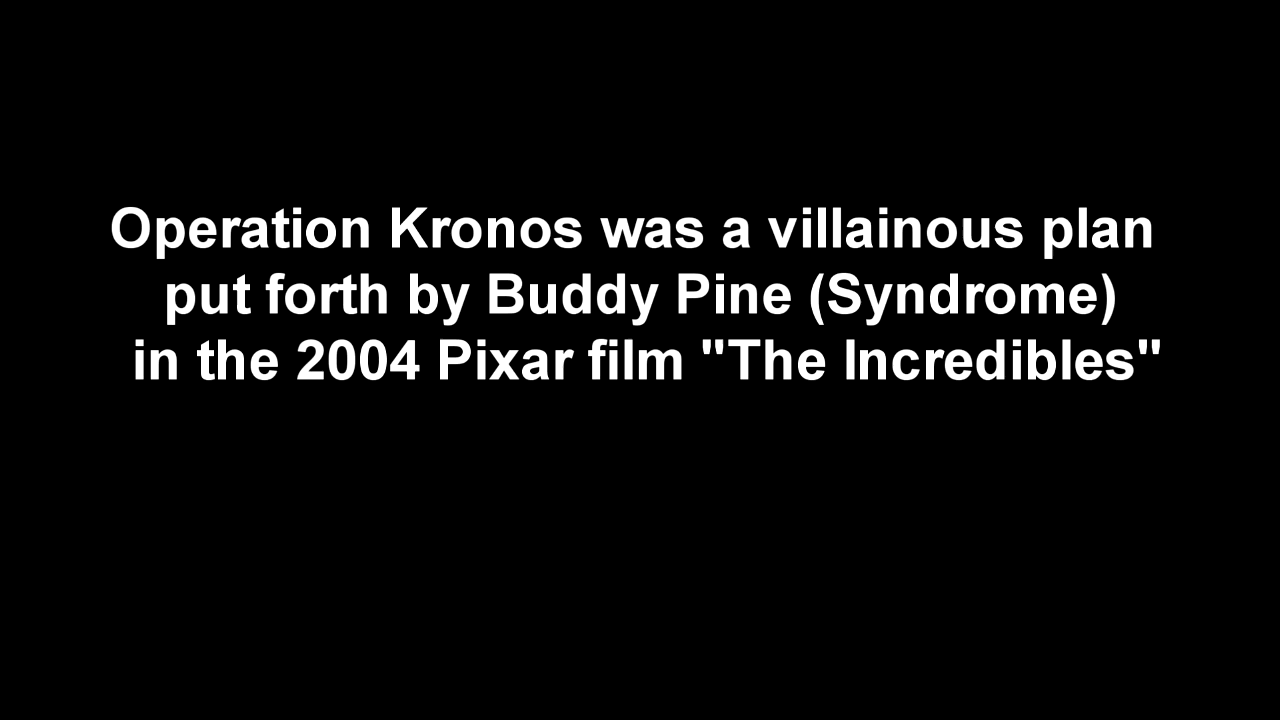 Operation Kronos was a villainous plan
put forth by Buddy Pine (Syndrome)
in the 2004 Pixar film "The Incredibles"